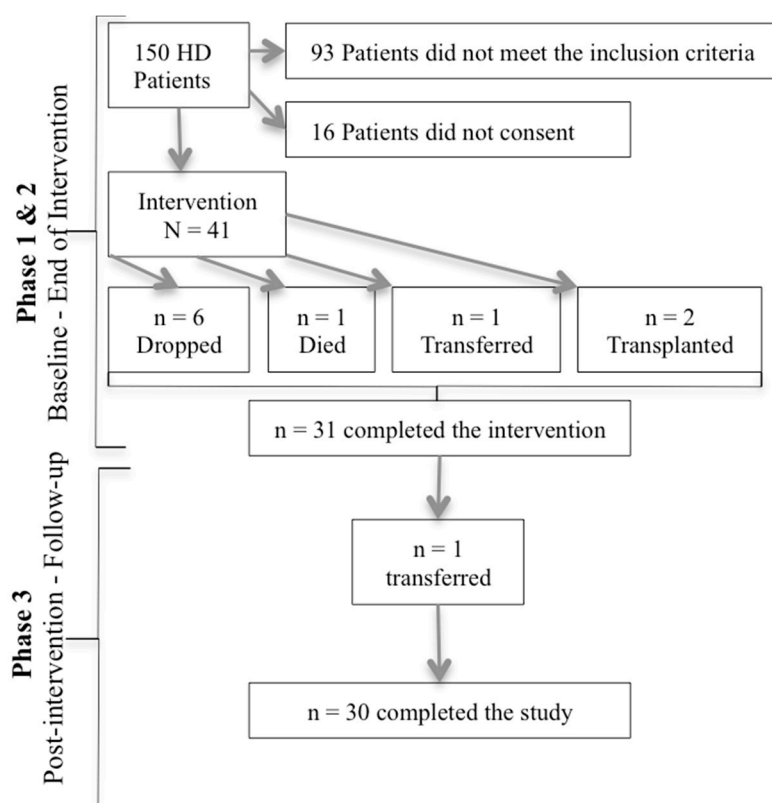 150 HD
Patients
93 Patients did not meet the inclusion criteria
16 Patients did not consent
Phase 1 & 2
Baseline - End of Intervention
Intervention
N = 41
n = 6
Dropped
n = 1
Died
n = 1
Transferred
n = 2
Transplanted
n = 31 completed the intervention
Phase 3
Post-intervention - Follow-up
n = 1
transferred
n = 30 completed the study